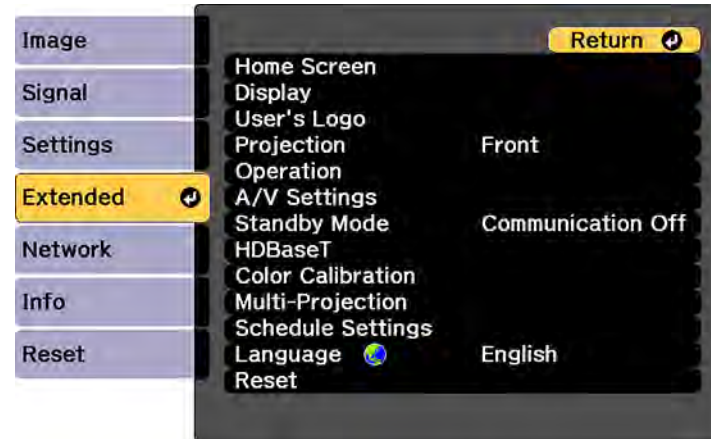 Image
Signal
Settings
Extended
Network
Info
Reset
Return
Home Screen
Display
User's Logo
Projection Front
Operation
A/V Settings
Standby Mode Communication Off
HDBaseT
Color Calibration
Multi-Projection
Schedule Settings
Language English
Reset